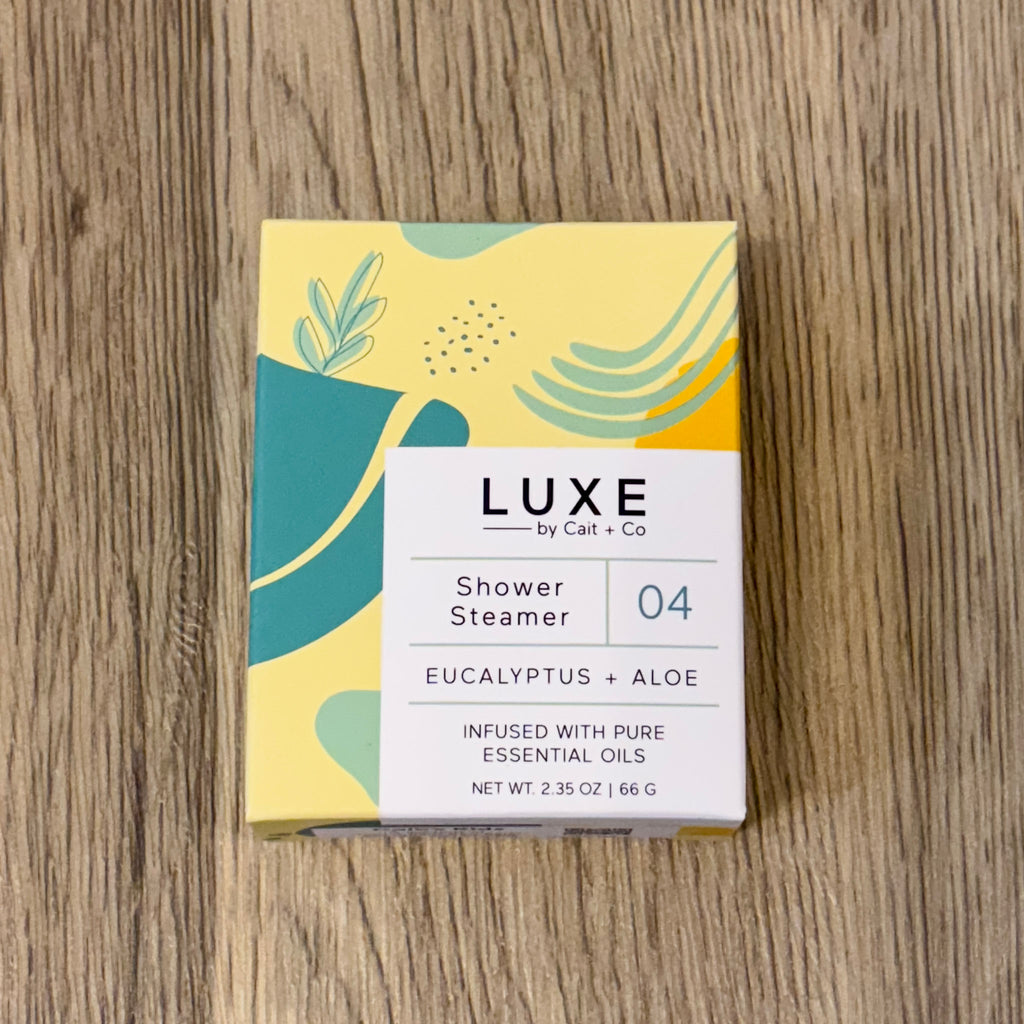 LUXE
by Cait + Co
Shower
Steamer
04
EUCALYPTUS + ALOE
INFUSED WITH PURE
ESSENTIAL OILS
NET WT. 2.35 OZ | 66 G